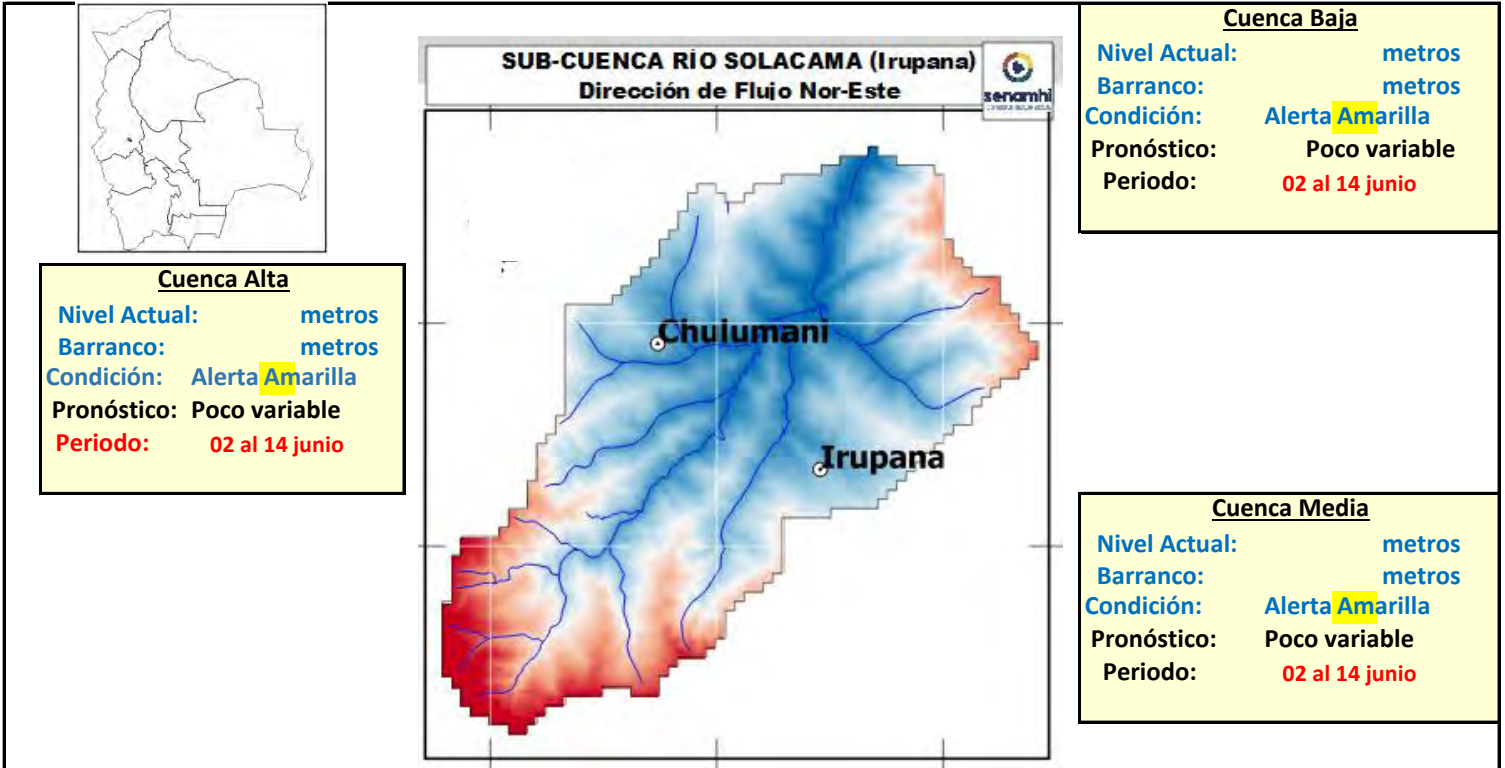 SUB-CUENCA RÍO SOLACAMA (Irupana)
Dirección de Flujo Nor-Este
senamhi
Cuenca Baja
Nivel Actual: metros
Barranco: metros
Condición: Alerta Amarilla
Pronóstico: Poco variable
Periodo: 02 al 14 junio
Cuenca Alta
Nivel Actual: metros
Barranco: metros
Condición: Alerta Amarilla
Pronóstico: Poco variable
Periodo: 02 al 14 junio
Chulumani
Irupana
Cuenca Media
Nivel Actual: metros
Barranco: metros
Condición: Alerta Amarilla
Pronóstico: Poco variable
Periodo: 02 al 14 junio